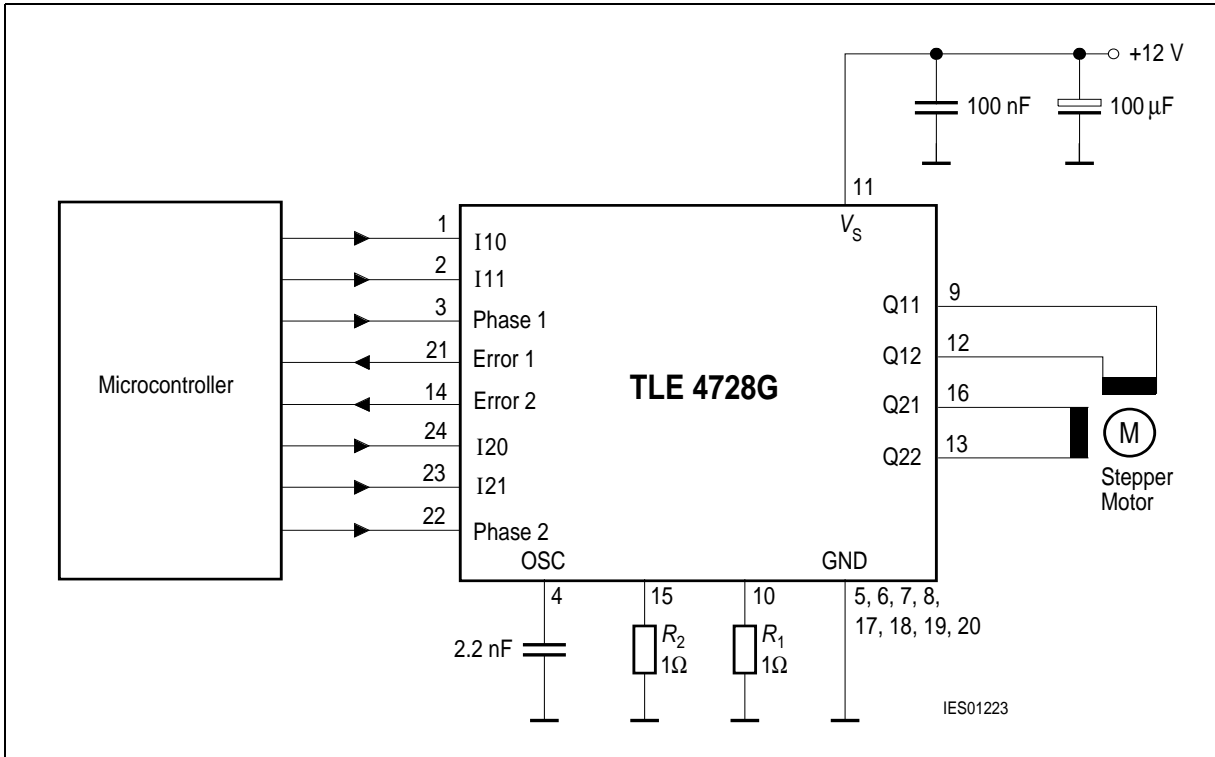 +12 V
100 nF
100 µF
11
V_S
1
I10
2
I11
3
Phase 1
21
Error 1
14
Error 2
24
I20
23
I21
22
Phase 2
Microcontroller
TLE 4728G
Q11
9
Q12
12
Q21
16
Q22
13
M
Stepper
Motor
OSC
GND
4
15
10
5, 6, 7, 8,
17, 18, 19, 20
2.2 nF
R_2
1Ω
R_1
1Ω
IES01223